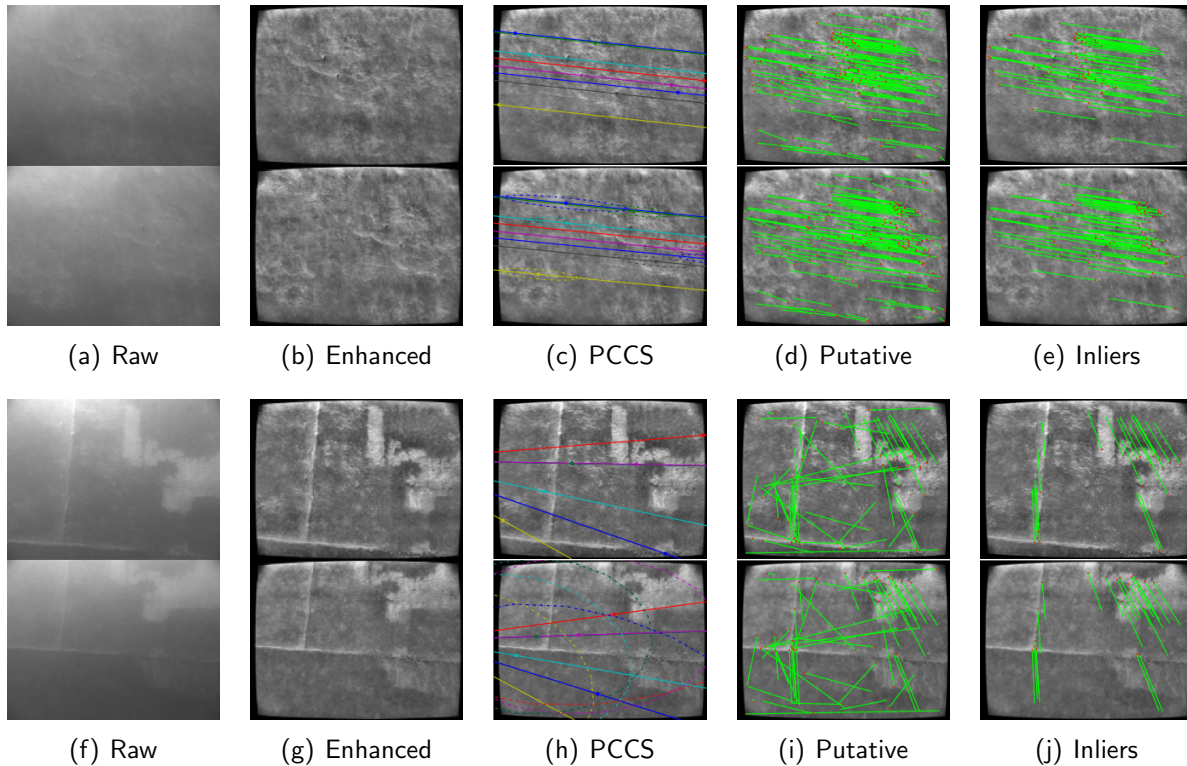 (a) Raw
(b) Enhanced
(c) PCCS
(d) Putative
(e) Inliers
(f) Raw
(g) Enhanced
(h) PCCS
(i) Putative
(j) Inliers